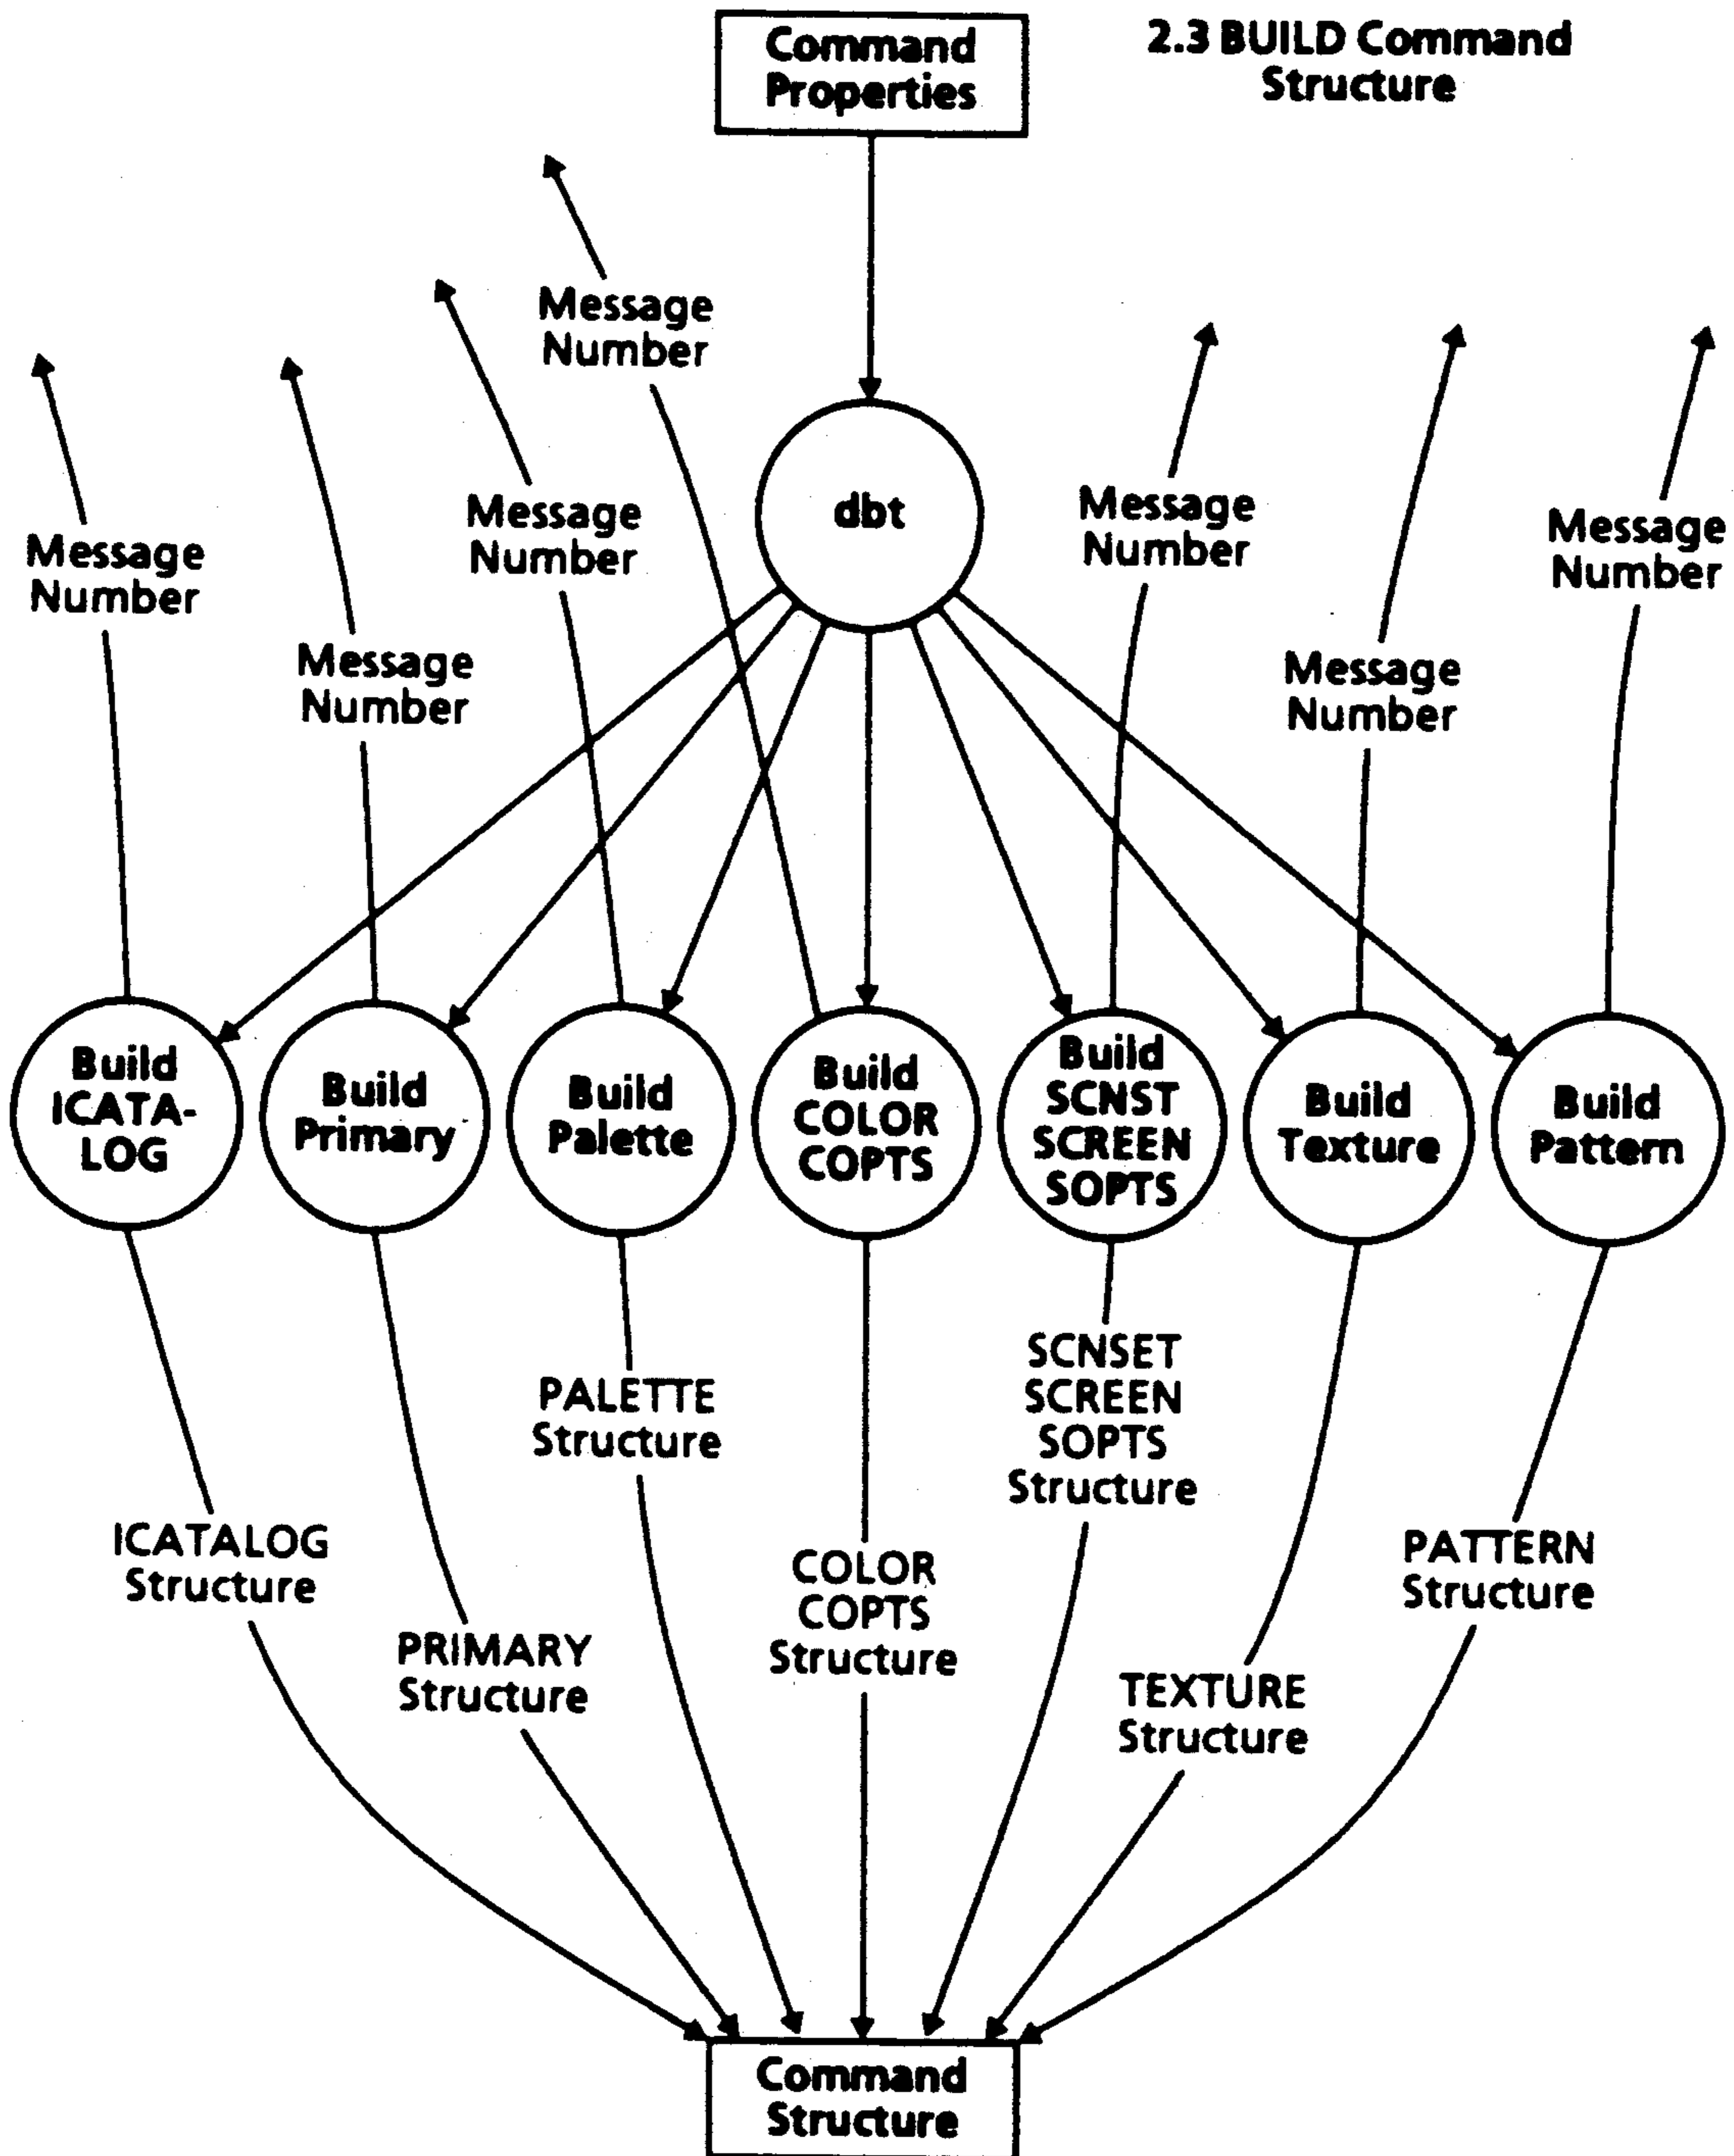 Command
Properties
2.3 BUILD Command
Structure
Message
Number
Message
Number
Message
Number
Message
Number
dbt
Message
Number
Message
Number
Message
Number
Build
ICATA-
LOG
Build
Primary
Build
Palette
Build
COLOR
COPTS
Build
SCNST
SCREEN
SOPTS
Build
Texture
Build
Pattern
ICATALOG
Structure
PRIMARY
Structure
PALETTE
Structure
COLOR
COPTS
Structure
SCNSET
SCREEN
SOPTS
Structure
TEXTURE
Structure
PATTERN
Structure
Command
Structure